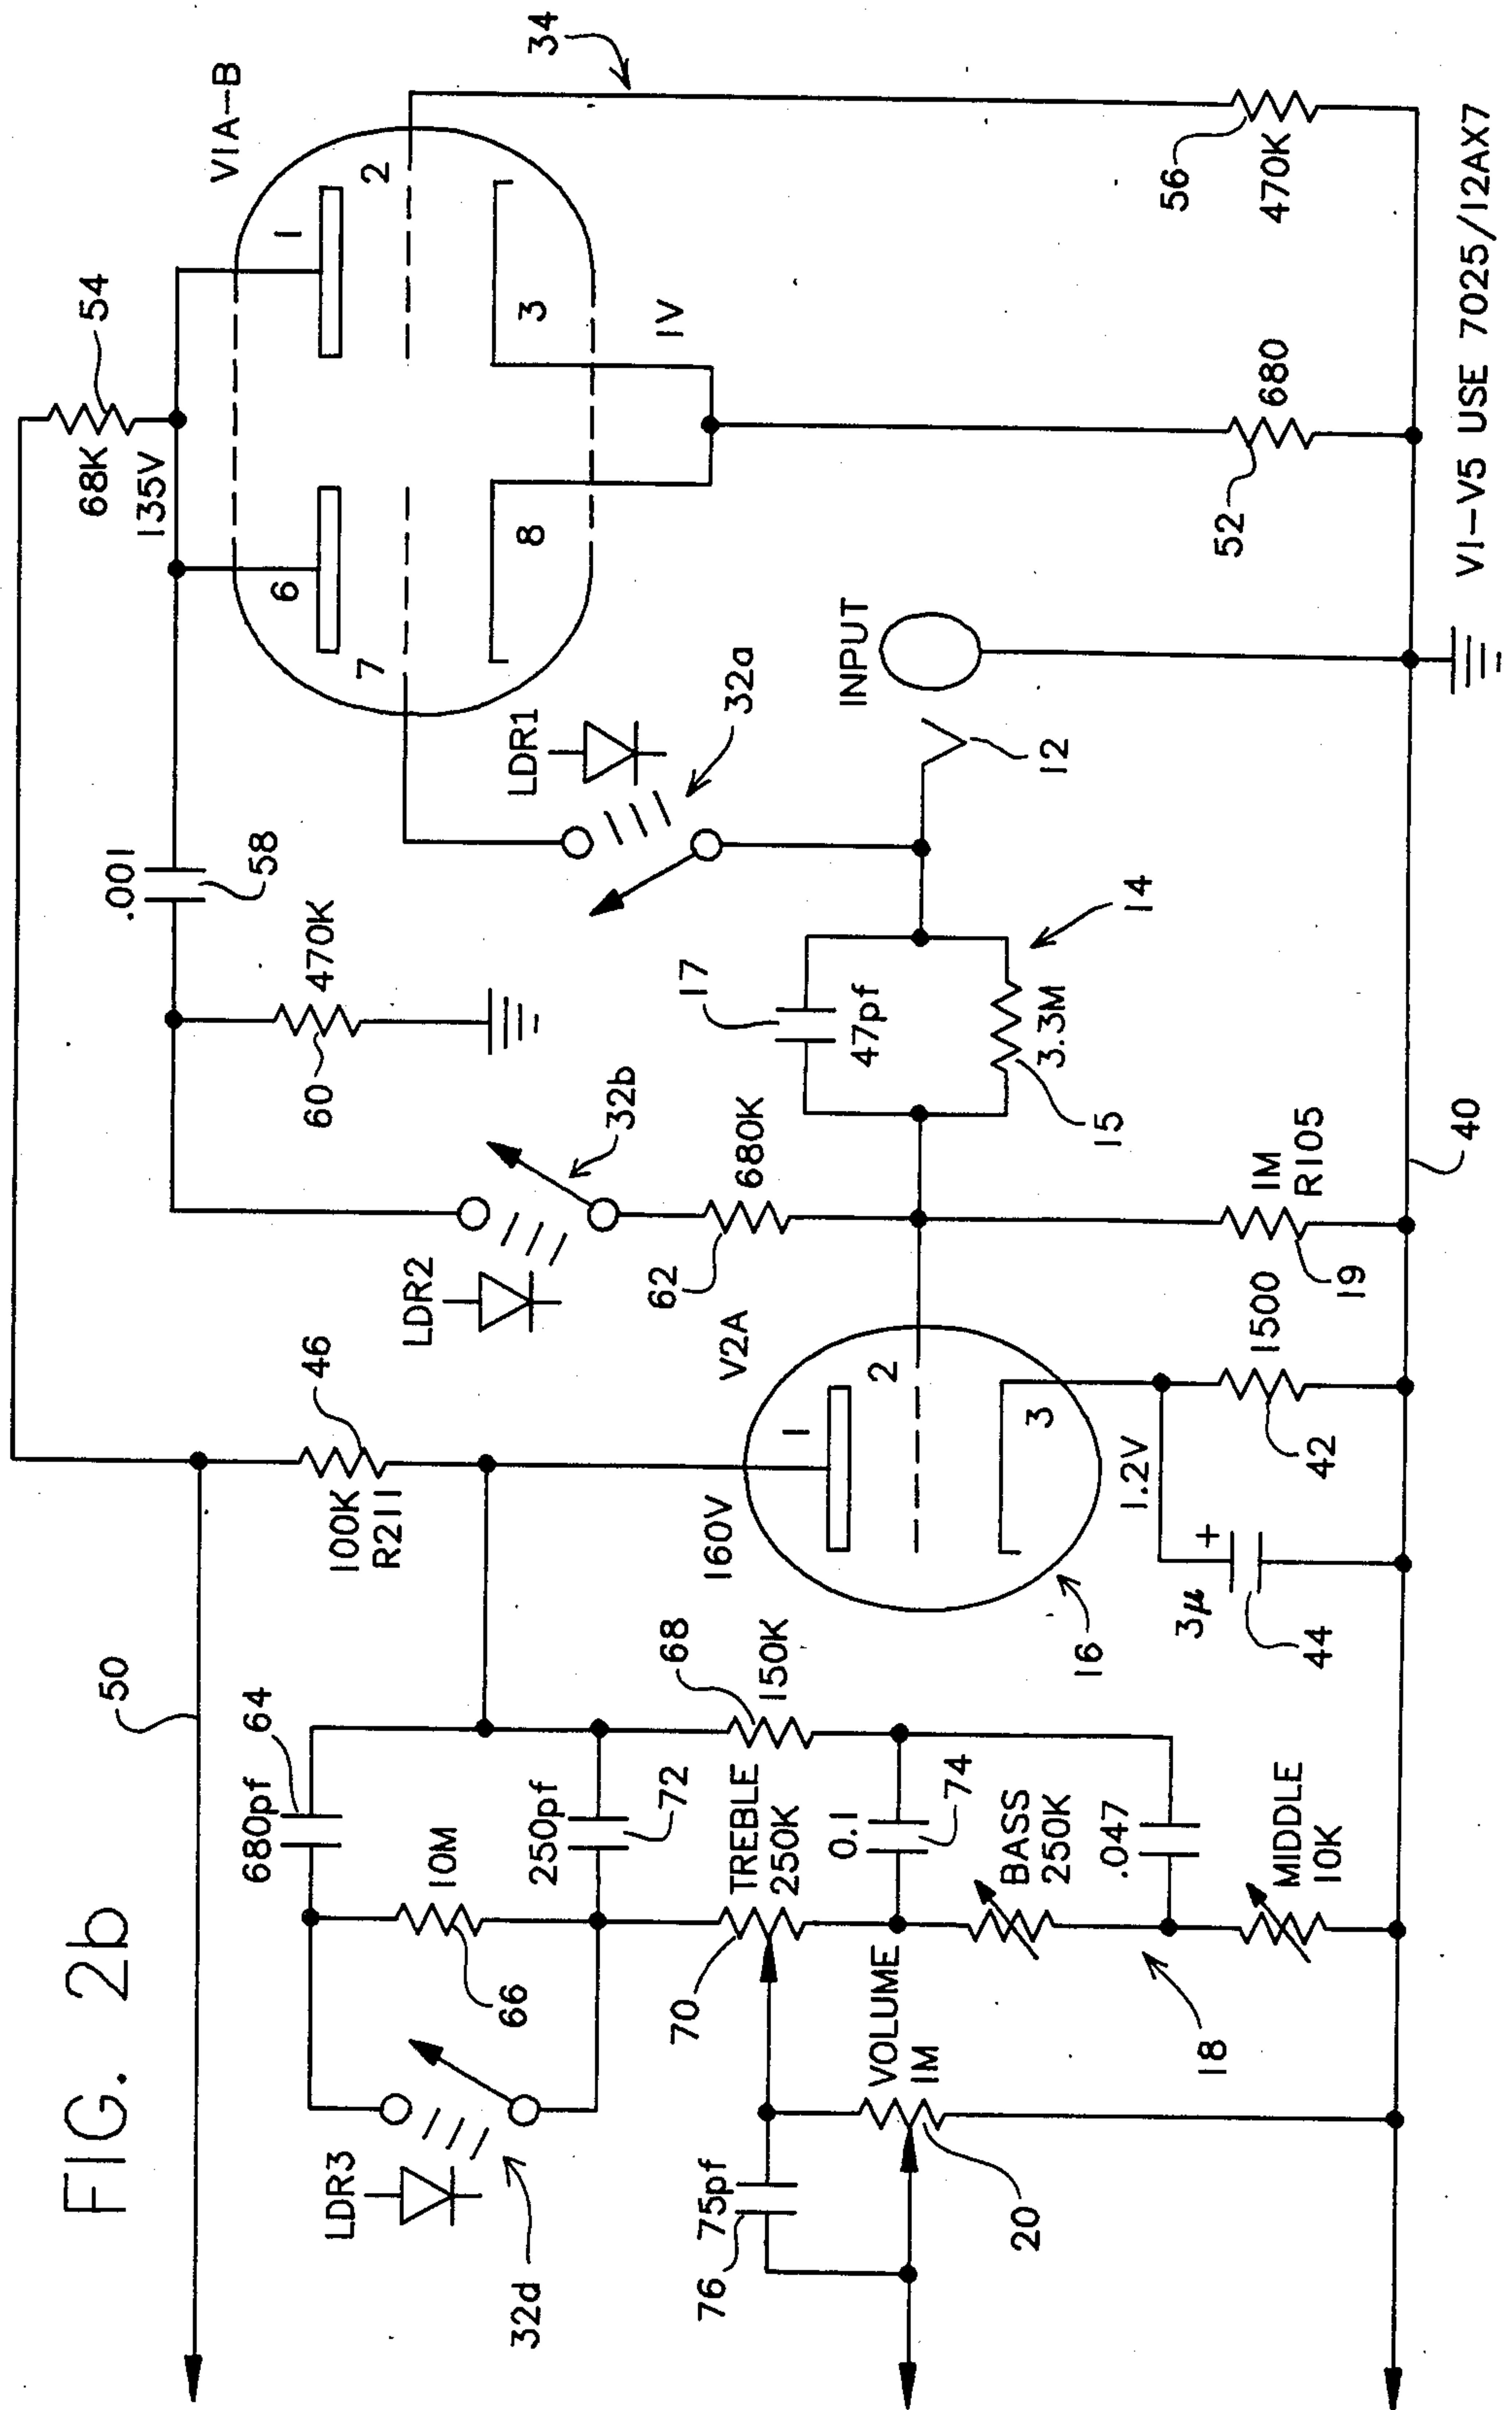 FIG. 2b
50
34
V1A-B
54
68K
135V
1
2
6
7
3
8
1V
.001
58
470K
60
LDR1
32a
INPUT
12
56
470K
52
680
V1-V5 USE 7025/12AX7
46
100K
R211
LDR2
32b
680K
62
17
47pf
14
3.3M
15
1M
R105
19
40
V2A
160V
1
2
3
16
1.2V
1500
42
+
3µ
44
64
680pf
10M
66
250pf
72
68
150K
TREBLE
250K
70
0.1
74
BASS
250K
.047
MIDDLE
10K
18
LDR3
32d
VOLUME
1M
20
75pf
76